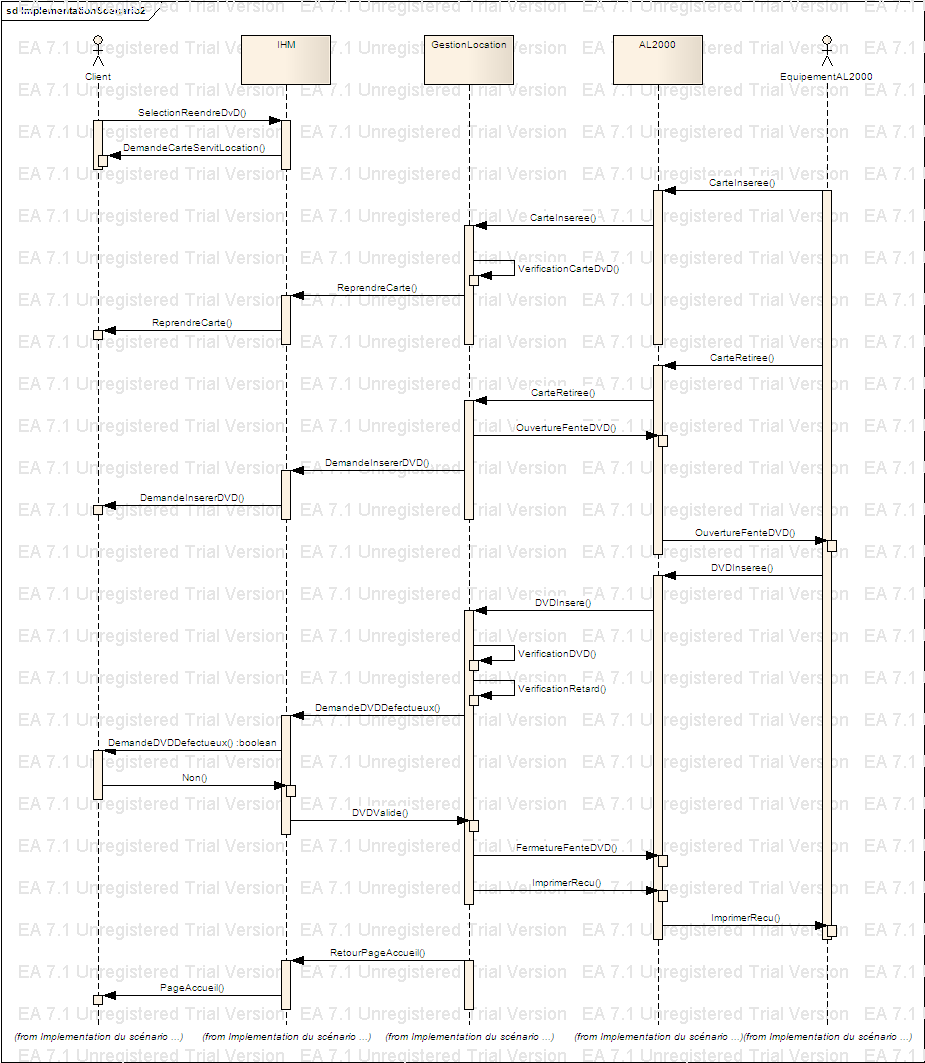 sd ImplementationScenario2
IHM
GestionLocation
AL2000
Client
EquipementAL2000
SelectionReendreDvD()
DemandeCarteServitLocation()
CarteInseree()
CarteInseree()
VerificationCarteDvD()
ReprendreCarte()
ReprendreCarte()
CarteRetiree()
CarteRetiree()
OuvertureFenteDVD()
DemandeInsererDVD()
DemandeInsererDVD()
OuvertureFenteDVD()
DVDInseree()
DVDInsere()
VerificationDVD()
VerificationRetard()
DemandeDVDDefectueux()
DemandeDVDDefectueux() :boolean
Non()
DVDValide()
FermetureFenteDVD()
ImprimerRecu()
ImprimerRecu()
RetourPageAccueil()
PageAccueil()
(from Implementation du scénario ...) (from Implementation du scénario ...) (from Implementation du scénario ...) (from Implementation du scénario ...) (from Implementation du scénario ...)
EA 7.1 Unregistered Trial Version